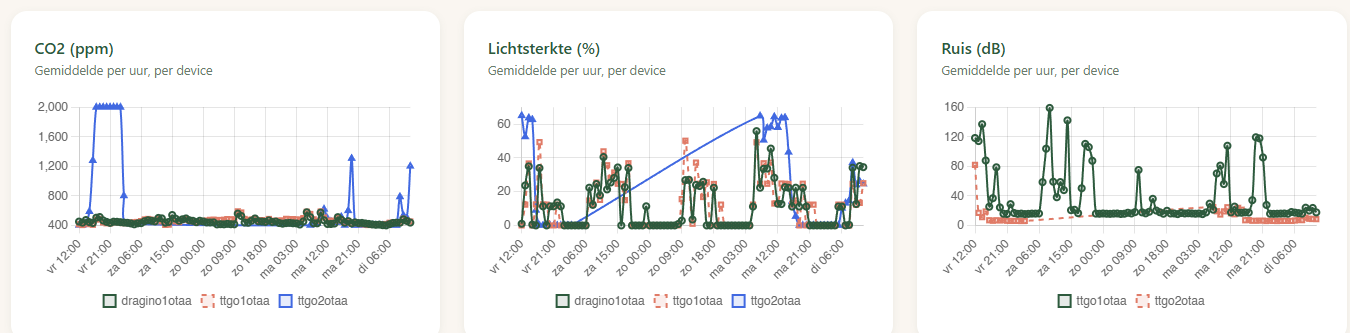 CO2 (ppm)
Gemiddelde per uur, per device
2,000
1,600
1,200
800
400
vr 12:00
vr 21:00
za 06:00
za 15:00
zo 00:00
zo 09:00
zo 18:00
ma 03:00
ma 12:00
ma 21:00
di 06:00
dragino1otaa ttgo1otaa ttgo2otaa
Lichtsterkte (%)
Gemiddelde per uur, per device
60
40
20
0
vr 12:00
vr 21:00
za 06:00
za 15:00
zo 00:00
zo 09:00
zo 18:00
ma 03:00
ma 12:00
ma 21:00
di 06:00
dragino1otaa ttgo1otaa ttgo2otaa
Ruis (dB)
Gemiddelde per uur, per device
160
120
80
40
0
vr 12:00
vr 21:00
za 06:00
za 15:00
zo 00:00
zo 09:00
zo 18:00
ma 03:00
ma 12:00
ma 21:00
di 06:00
ttgo1otaa ttgo2otaa